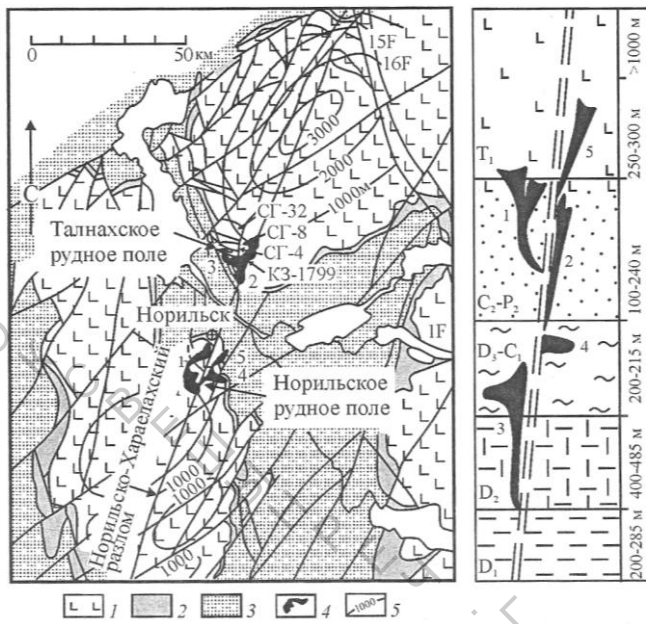 0 50 км
15F
16F
3000
2000
1000м
С
СГ-32
СГ-8
СГ-4
КЗ-1799
Талнахское
рудное поле
3
2
Норильск
1F
1
5
4
Норильское
рудное поле
Норильско-Хараелахский
разлом
1000
1000
1000
1 2 3 1000 4 5
T₁
5
>1000 м
250-300 м
1
2
C₂-P₂
100-240 м
D₃-C₁
4
200-215 м
3
D₂
400-485 м
D₁
200-285 м